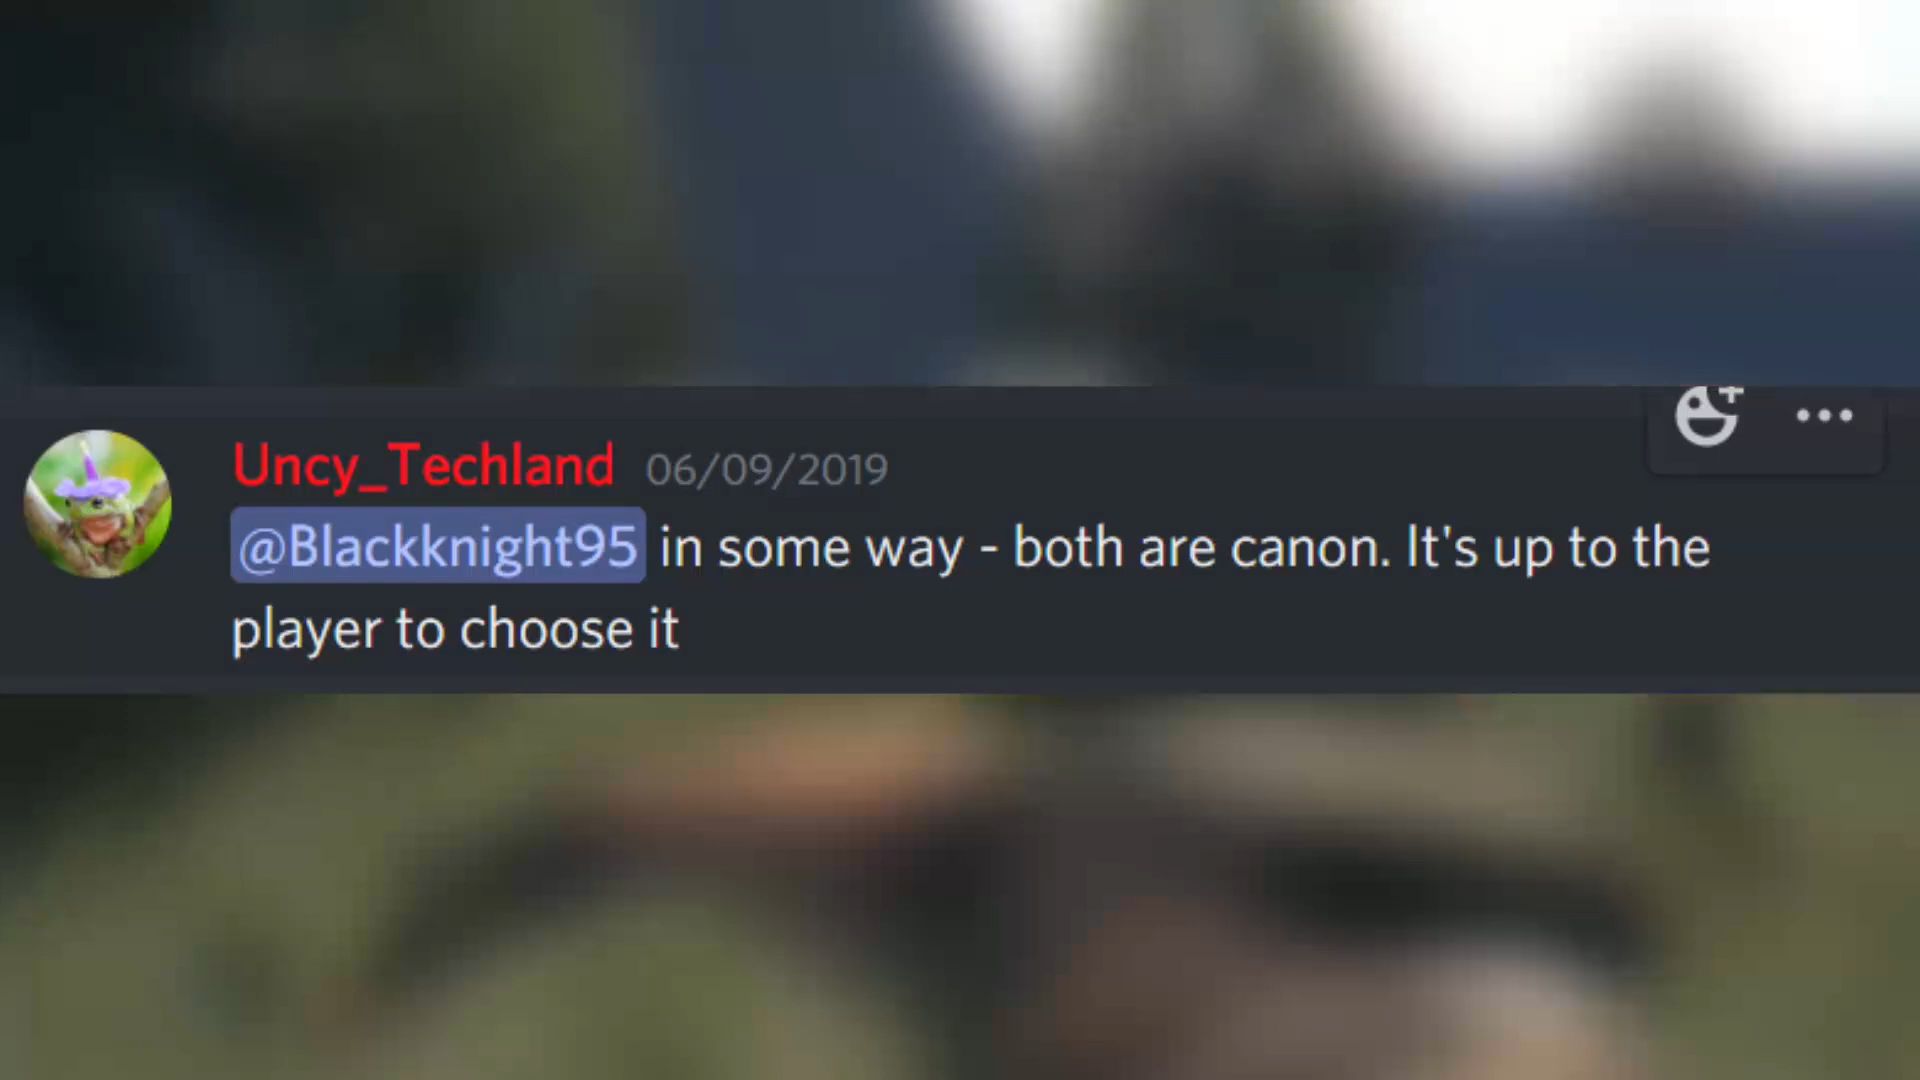 Uncy_Techland 06/09/2019
@Blackknight95 in some way - both are canon. It's up to the
player to choose it